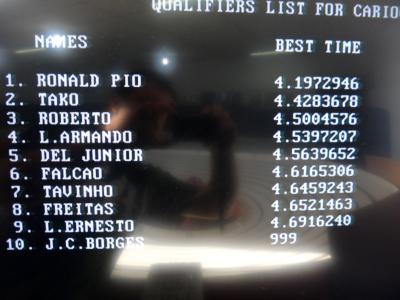 QUALIFIERS LIST FOR CARIO
NAMES BEST TIME
1. RONALD PIO 4.1972946
2. TAKO 4.4283678
3. ROBERTO 4.5004576
4. L.ARMANDO 4.5397207
5. DEL JUNIOR 4.5639652
6. FALCAO 4.6165306
7. TAVINHO 4.6459243
8. FREITAS 4.6521463
9. L.ERNESTO 4.6916240
10. J.C.BORGES 999